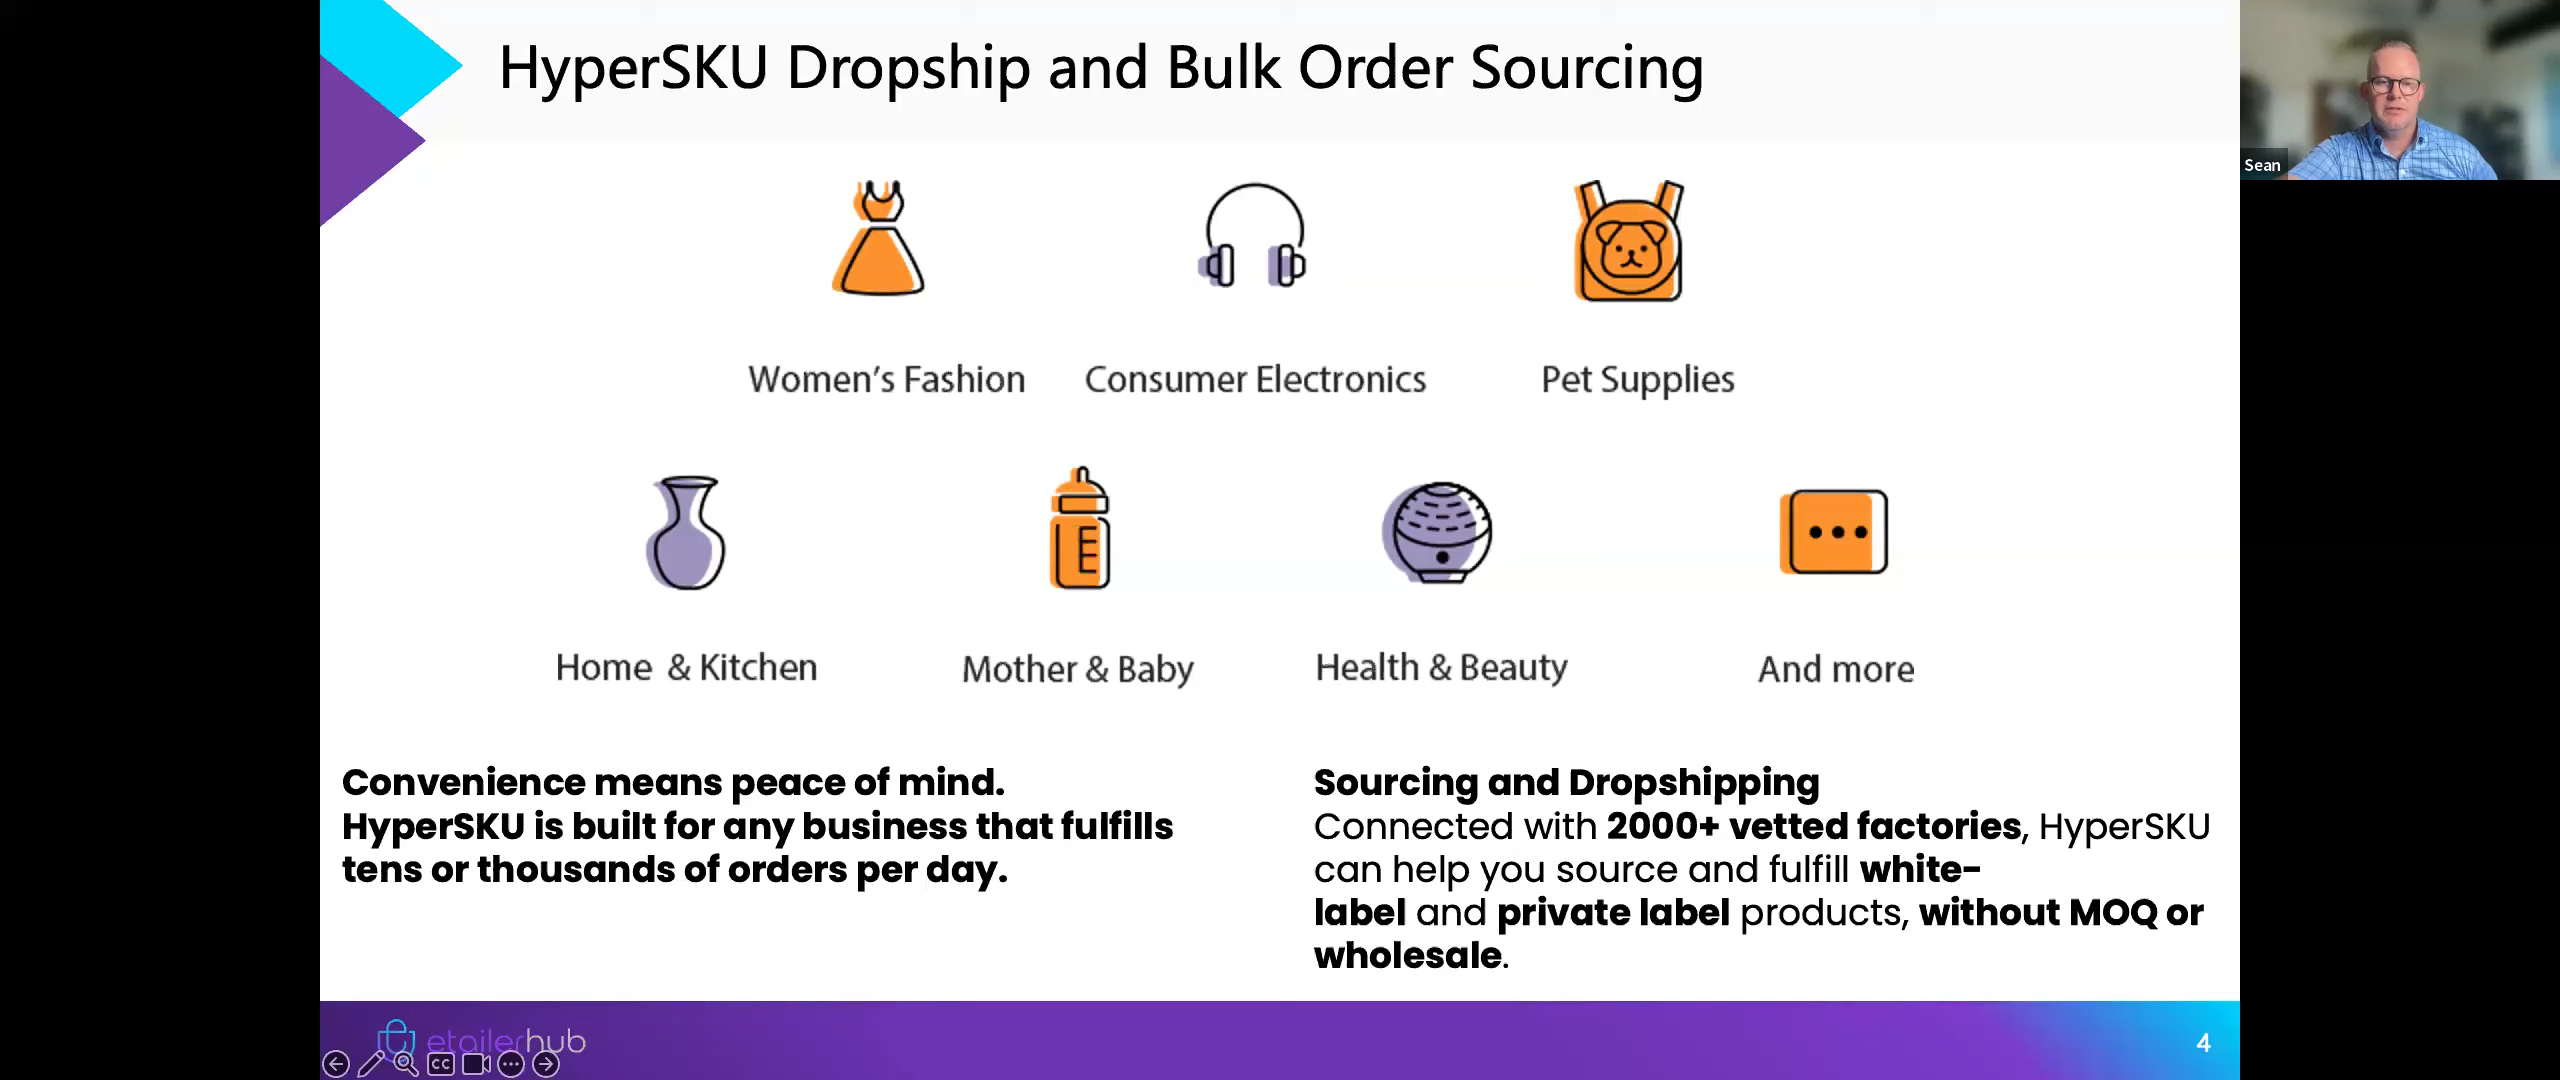 HyperSKU Dropship and Bulk Order Sourcing
Sean
Women's Fashion
Consumer Electronics
Pet Supplies
Home & Kitchen
Mother & Baby
Health & Beauty
And more
Convenience means peace of mind.
HyperSKU is built for any business that fulfills
tens or thousands of orders per day.
Sourcing and Dropshipping
Connected with 2000+ vetted factories, HyperSKU
can help you source and fulfill white-
label and private label products, without MOQ or
wholesale.
etailerhub
CC
4